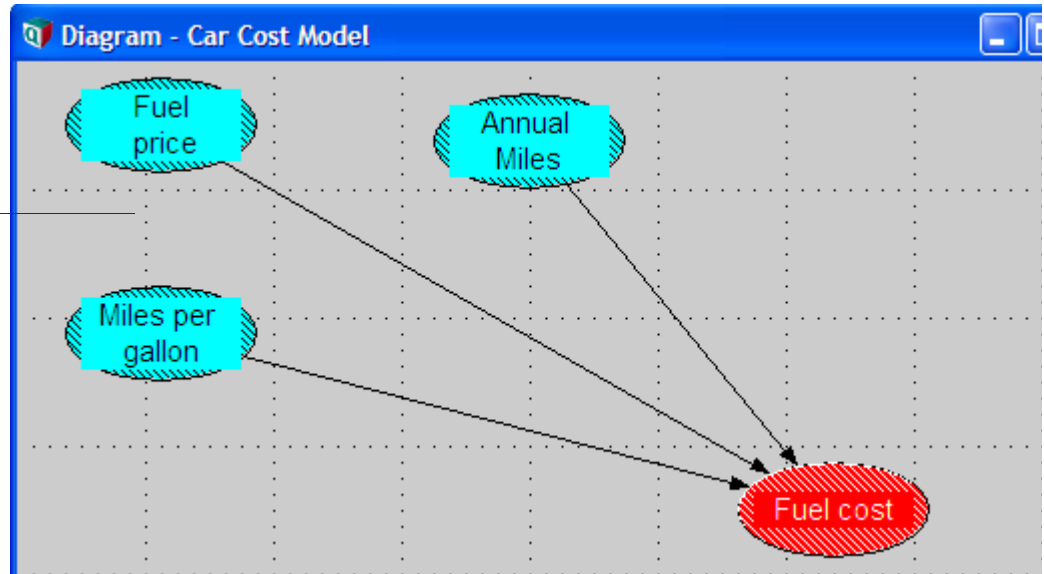 Diagram - Car Cost Model
Fuel
price
Annual
Miles
Miles per
gallon
Fuel cost